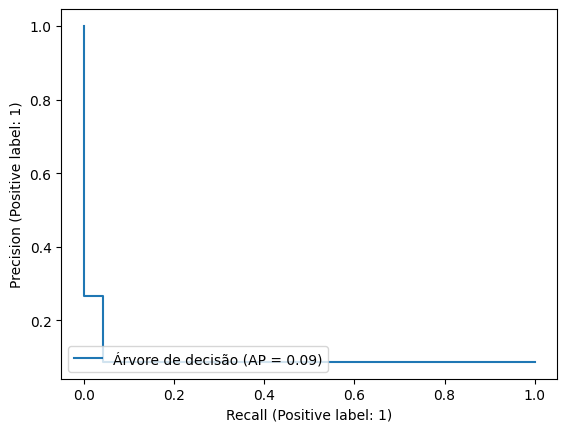 1.0
0.8
0.6
0.4
0.2
Precision (Positive label: 1)
Árvore de decisão (AP = 0.09)
0.0 0.2 0.4 0.6 0.8 1.0
Recall (Positive label: 1)